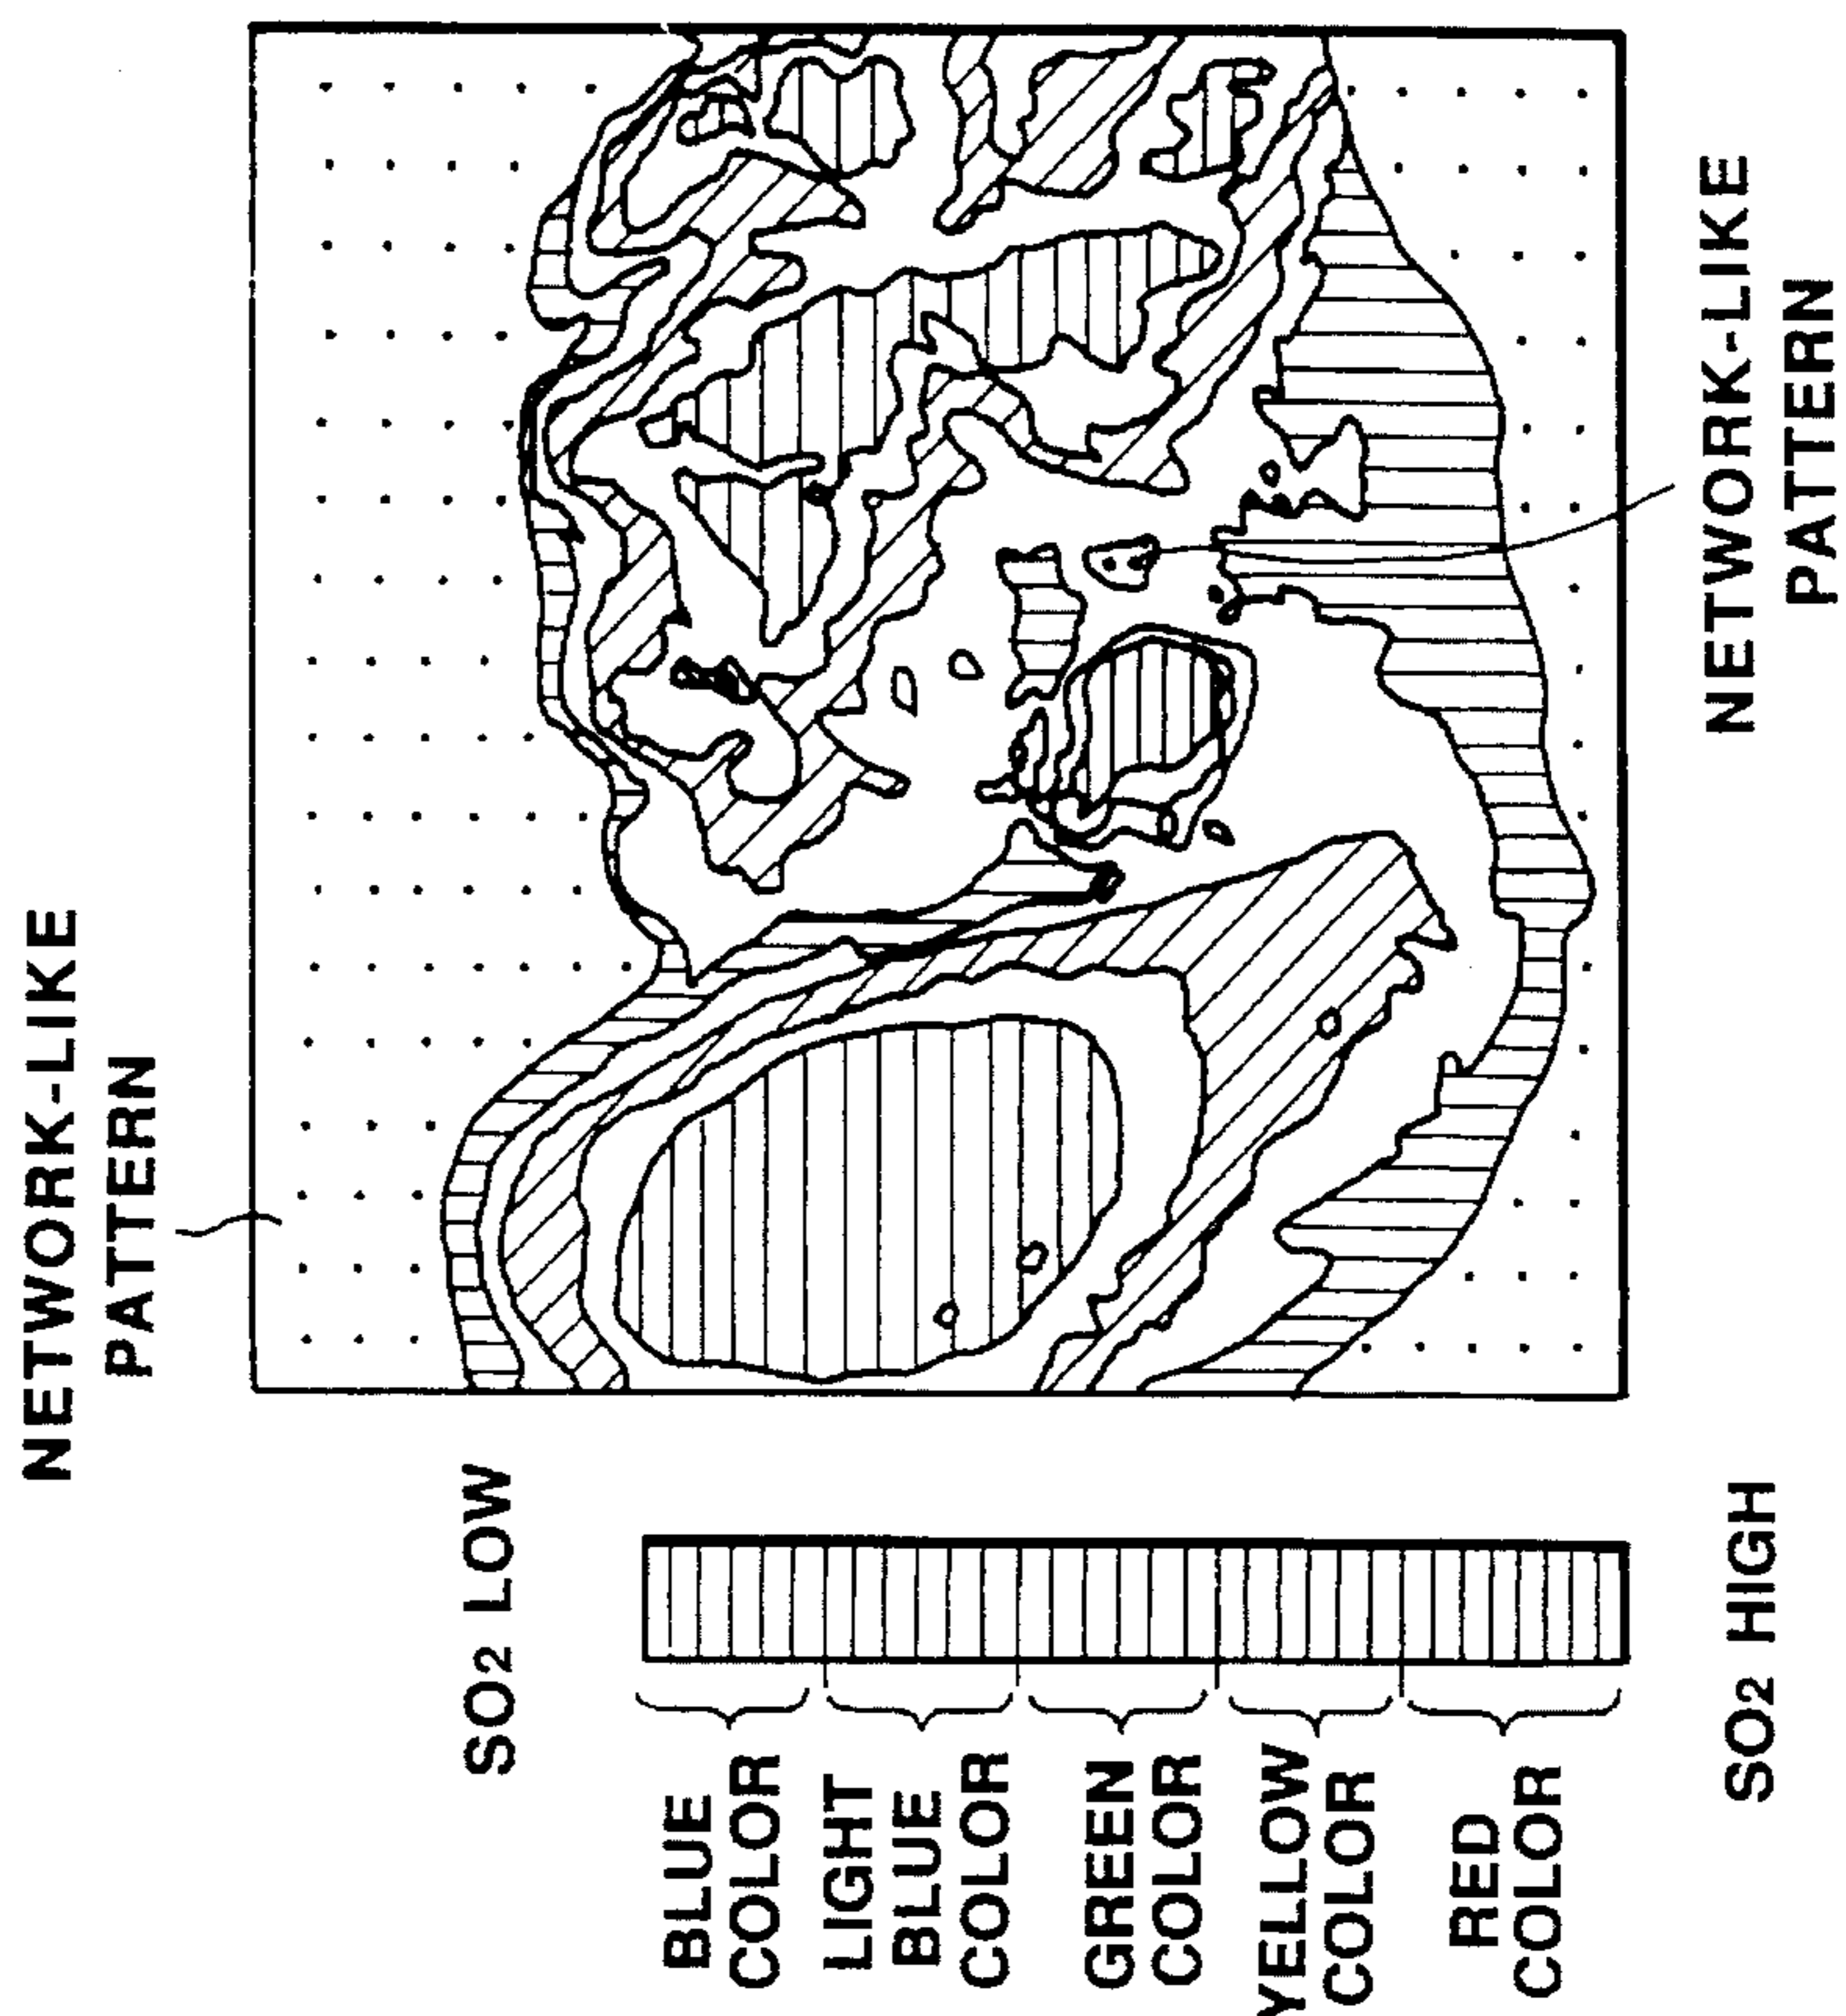 NETWORK-LIKE
PATTERN
NETWORK-LIKE
PATTERN
SO2 LOW
SO2 HIGH
BLUE
COLOR
LIGHT
BLUE
COLOR
GREEN
COLOR
YELLOW
COLOR
RED
COLOR